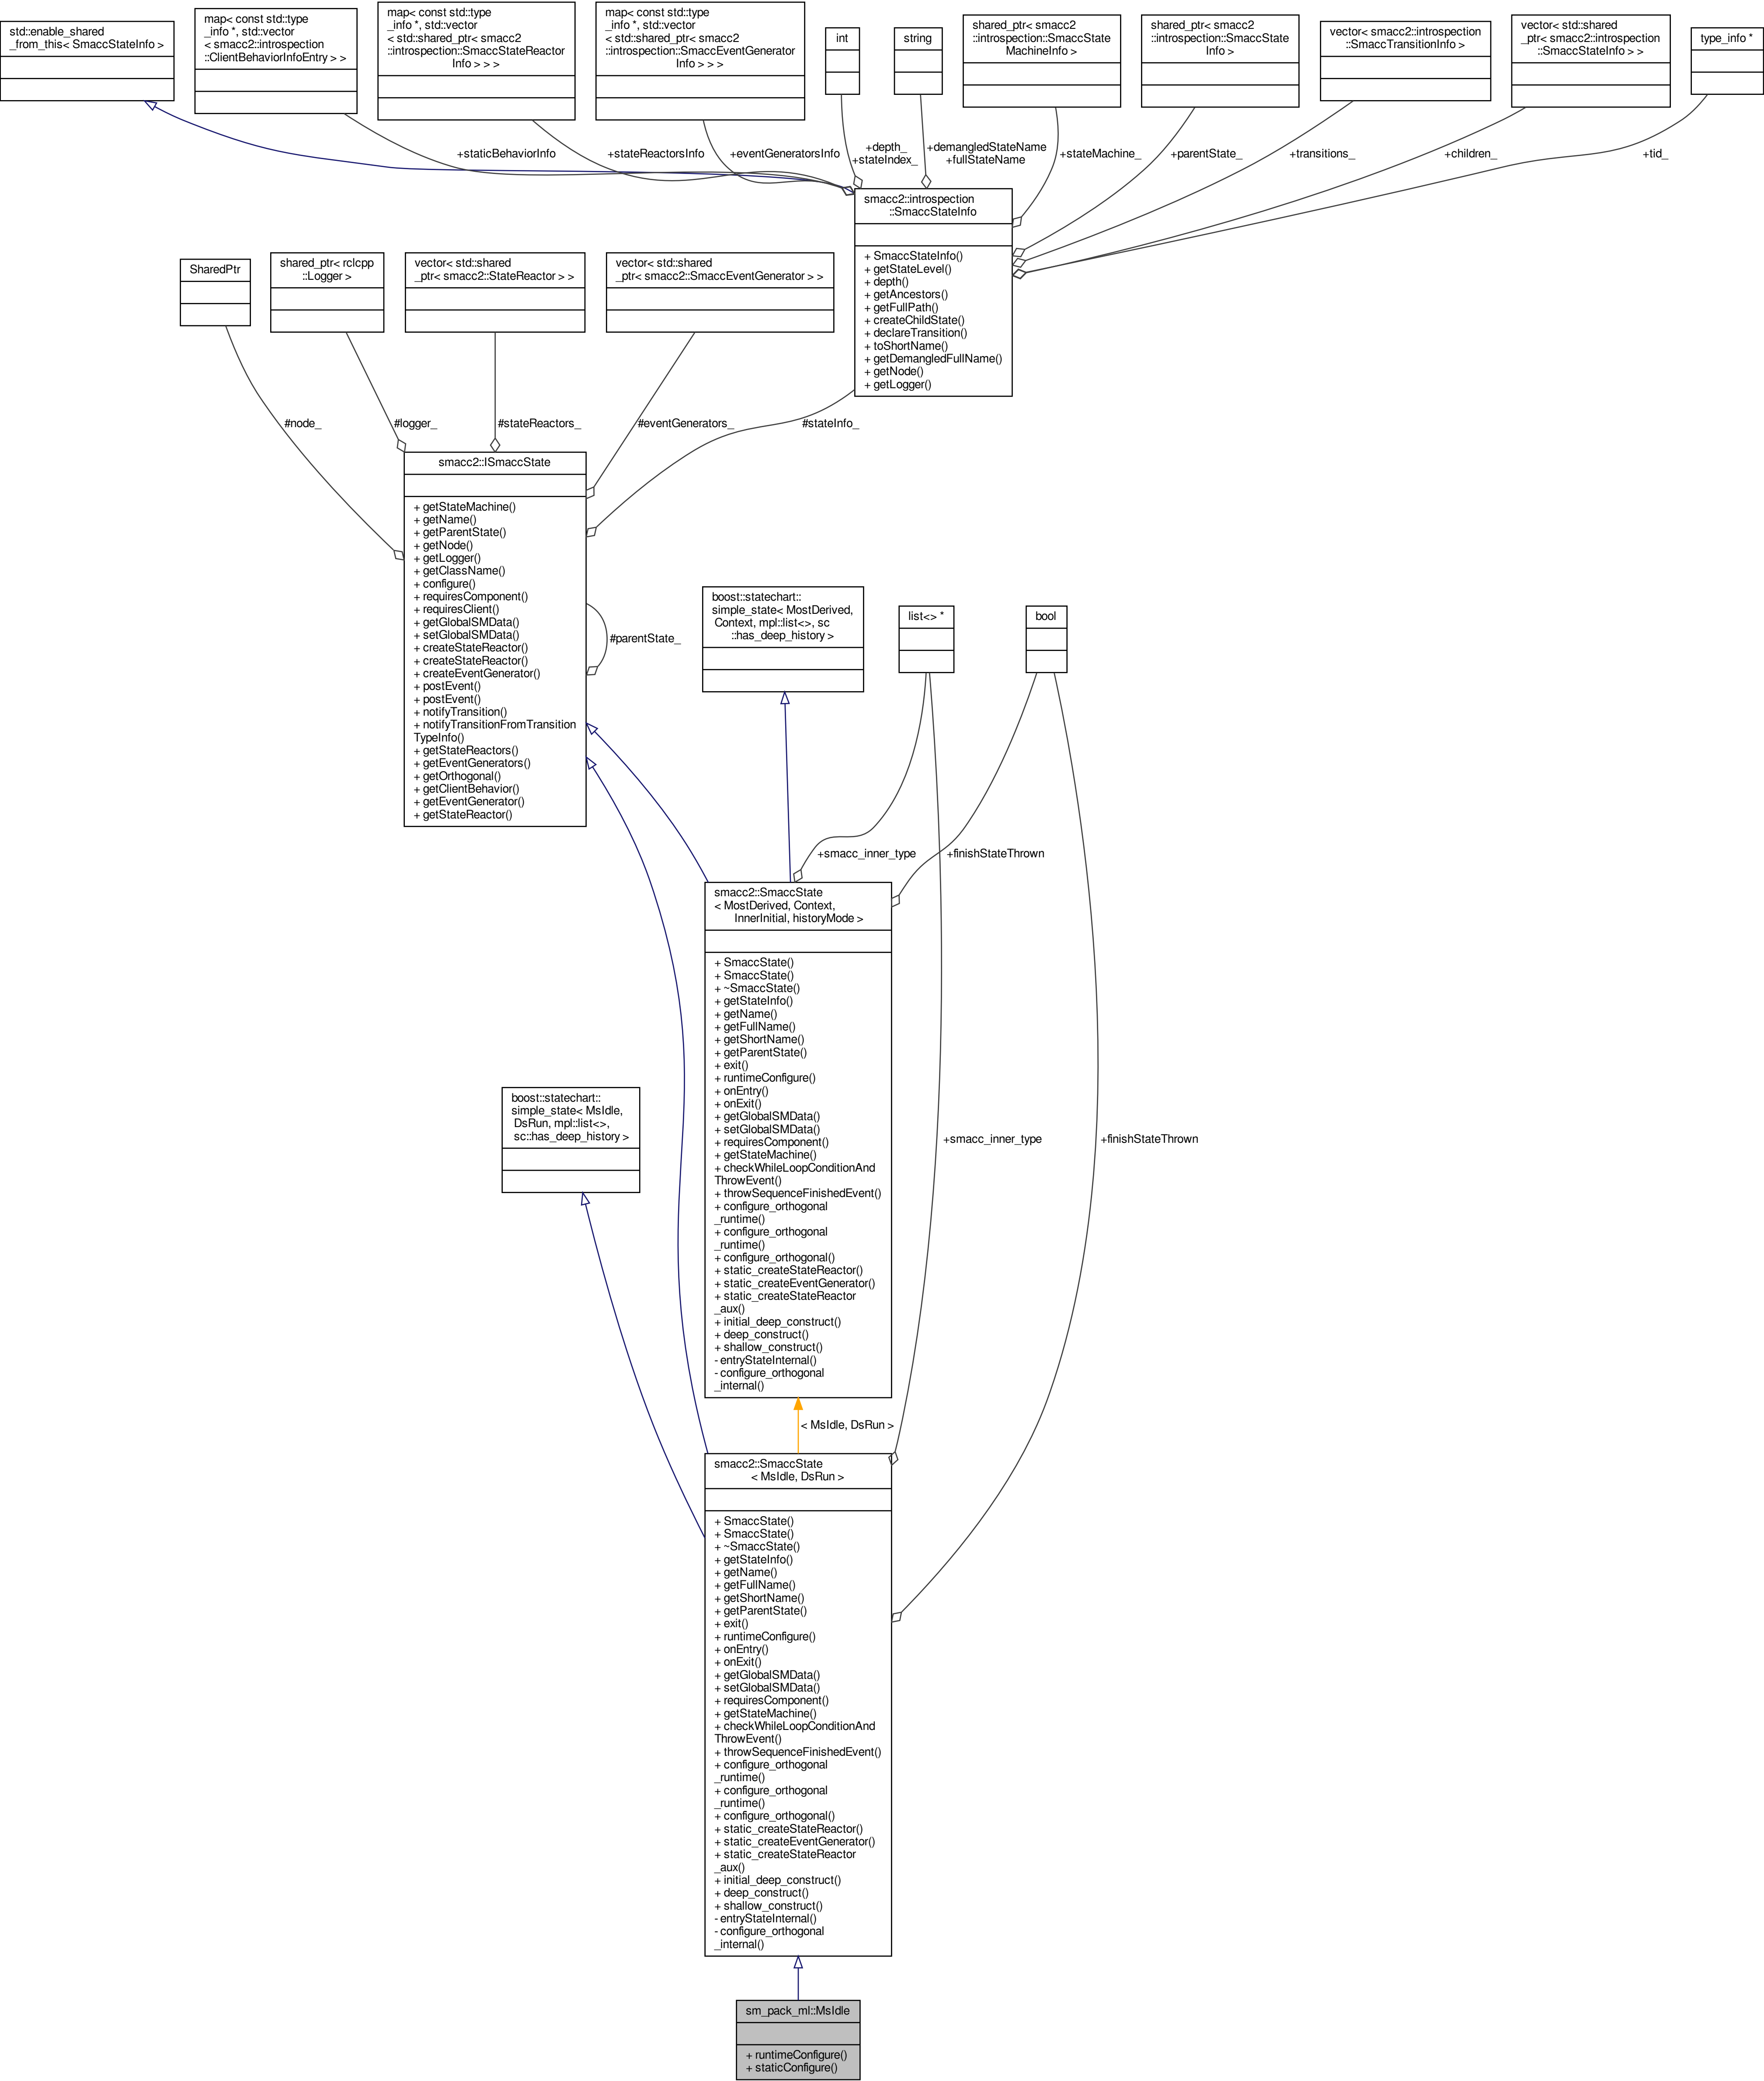 std::enable_shared
_from_this< SmaccStateInfo >
map< const std::type
_info *, std::vector
< smacc2::introspection
::ClientBehaviorInfoEntry > >
map< const std::type
_info *, std::vector
< std::shared_ptr< smacc2
::introspection::SmaccStateReactor
Info > > >
map< const std::type
_info *, std::vector
< std::shared_ptr< smacc2
::introspection::SmaccEventGenerator
Info > > >
int
string
shared_ptr< smacc2
::introspection::SmaccState
MachineInfo >
shared_ptr< smacc2
::introspection::SmaccState
Info >
vector< smacc2::introspection
::SmaccTransitionInfo >
vector< std::shared
_ptr< smacc2::introspection
::SmaccStateInfo > >
type_info *
+staticBehaviorInfo
+stateReactorsInfo
+eventGeneratorsInfo
+depth_
+stateIndex_
+demangledStateName
+fullStateName
+stateMachine_
+parentState_
+transitions_
+children_
+tid_
smacc2::introspection
::SmaccStateInfo
+ SmaccStateInfo()
+ getStateLevel()
+ depth()
+ getAncestors()
+ getFullPath()
+ createChildState()
+ declareTransition()
+ toShortName()
+ getDemangledFullName()
+ getNode()
+ getLogger()
SharedPtr
shared_ptr< rclcpp
::Logger >
vector< std::shared
_ptr< smacc2::StateReactor > >
vector< std::shared
_ptr< smacc2::SmaccEventGenerator > >
#node_
#logger_
#stateReactors_
#eventGenerators_
#stateInfo_
smacc2::ISmaccState
+ getStateMachine()
+ getName()
+ getParentState()
+ getNode()
+ getLogger()
+ getClassName()
+ configure()
+ requiresComponent()
+ requiresClient()
+ getGlobalSMData()
+ setGlobalSMData()
+ createStateReactor()
+ createStateReactor()
+ createEventGenerator()
+ postEvent()
+ postEvent()
+ notifyTransition()
+ notifyTransitionFromTransition
TypeInfo()
+ getStateReactors()
+ getEventGenerators()
+ getOrthogonal()
+ getClientBehavior()
+ getEventGenerator()
+ getStateReactor()
#parentState_
boost::statechart::
simple_state< MostDerived,
Context, mpl::list<>, sc
::has_deep_history >
list<> *
bool
+smacc_inner_type
+finishStateThrown
smacc2::SmaccState
< MostDerived, Context,
InnerInitial, historyMode >
+ SmaccState()
+ SmaccState()
+ ~SmaccState()
+ getStateInfo()
+ getName()
+ getFullName()
+ getShortName()
+ getParentState()
+ exit()
+ runtimeConfigure()
+ onEntry()
+ onExit()
+ getGlobalSMData()
+ setGlobalSMData()
+ requiresComponent()
+ getStateMachine()
+ checkWhileLoopConditionAnd
ThrowEvent()
+ throwSequenceFinishedEvent()
+ configure_orthogonal
_runtime()
+ configure_orthogonal
_runtime()
+ configure_orthogonal()
+ static_createStateReactor()
+ static_createEventGenerator()
+ static_createStateReactor
_aux()
+ initial_deep_construct()
+ deep_construct()
+ shallow_construct()
- entryStateInternal()
- configure_orthogonal
_internal()
boost::statechart::
simple_state< MsIdle,
DsRun, mpl::list<>,
sc::has_deep_history >
+smacc_inner_type
+finishStateThrown
< MsIdle, DsRun >
smacc2::SmaccState
< MsIdle, DsRun >
+ SmaccState()
+ SmaccState()
+ ~SmaccState()
+ getStateInfo()
+ getName()
+ getFullName()
+ getShortName()
+ getParentState()
+ exit()
+ runtimeConfigure()
+ onEntry()
+ onExit()
+ getGlobalSMData()
+ setGlobalSMData()
+ requiresComponent()
+ getStateMachine()
+ checkWhileLoopConditionAnd
ThrowEvent()
+ throwSequenceFinishedEvent()
+ configure_orthogonal
_runtime()
+ configure_orthogonal
_runtime()
+ configure_orthogonal()
+ static_createStateReactor()
+ static_createEventGenerator()
+ static_createStateReactor
_aux()
+ initial_deep_construct()
+ deep_construct()
+ shallow_construct()
- entryStateInternal()
- configure_orthogonal
_internal()
sm_pack_ml::MsIdle
+ runtimeConfigure()
+ staticConfigure()